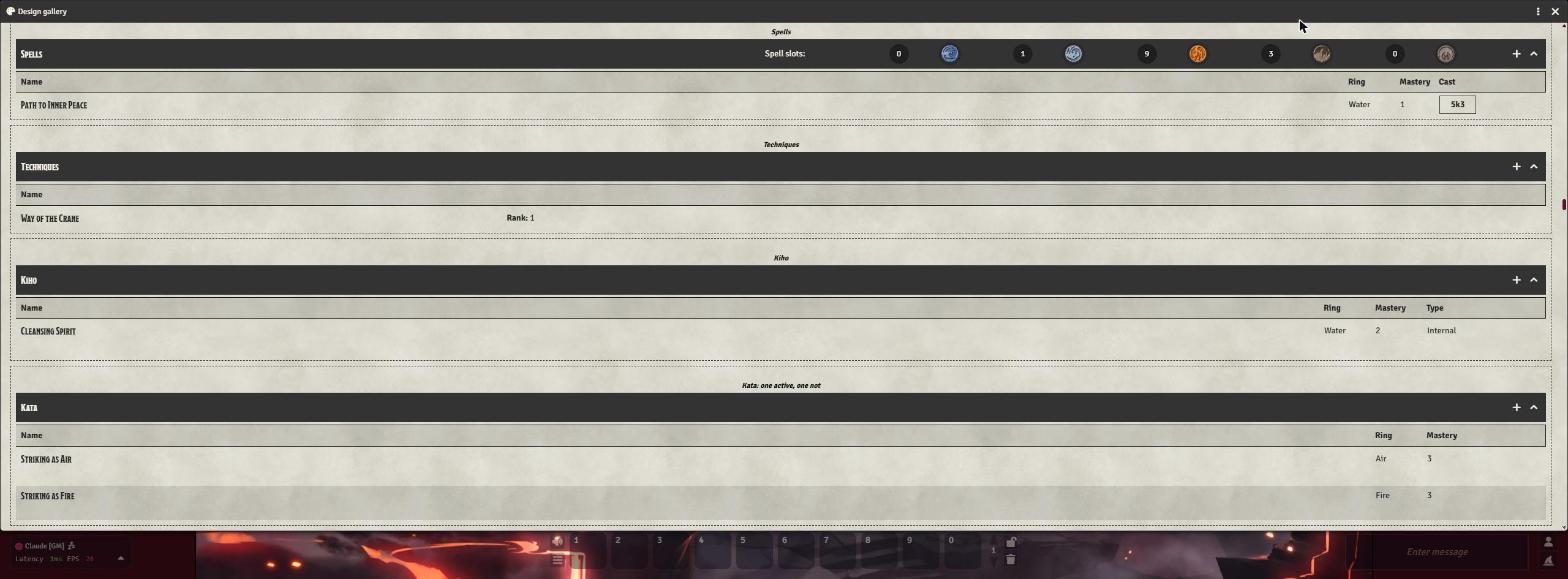 Design gallery
Spells
Spells Spell slots: 0 1 9 3 0
Name Ring Mastery Cast
Path to Inner Peace Water 1 5k3
Techniques
Techniques
Name
Way of the Crane Rank: 1
Kiho
Kiho
Name Ring Mastery Type
Cleansing Spirit Water 2 Internal
Kata: one active, one not
Kata
Name Ring Mastery
Striking as Air Air 3
Striking as Fire Fire 3
Claude [GM]
Latency 3ms FPS 26
1 2 3 4 5 6 7 8 9 0
1
Enter message